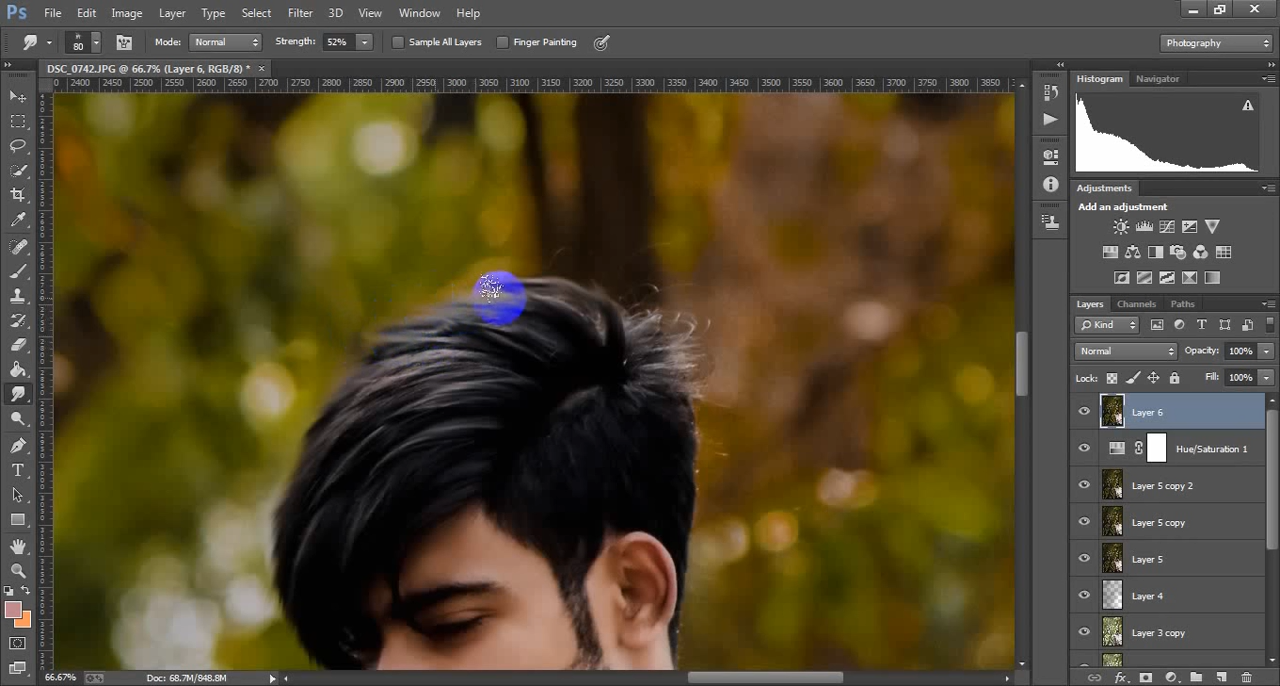 Ps File Edit Image Layer Type Select Filter 3D View Window Help
80 Mode: Normal Strength: 52% Sample All Layers Finger Painting Photography
DSC_0742.JPG @ 66.7% (Layer 6, RGB/8) * ×
2400 2450 2500 2550 2600 2650 2700 2750 2800 2850 2900 2950 3000 3050 3100 3150 3200 3250 3300 3350 3400 3450 3500 3550 3600 3650 3700 3750 3800 3850
Histogram Navigator
Adjustments
Add an adjustment
Layers Channels Paths
Kind
Normal Opacity: 100%
Lock: Fill: 100%
Layer 6
Hue/Saturation 1
Layer 5 copy 2
Layer 5 copy
Layer 5
Layer 4
Layer 3 copy
66.67% Doc: 68.7M/848.8M